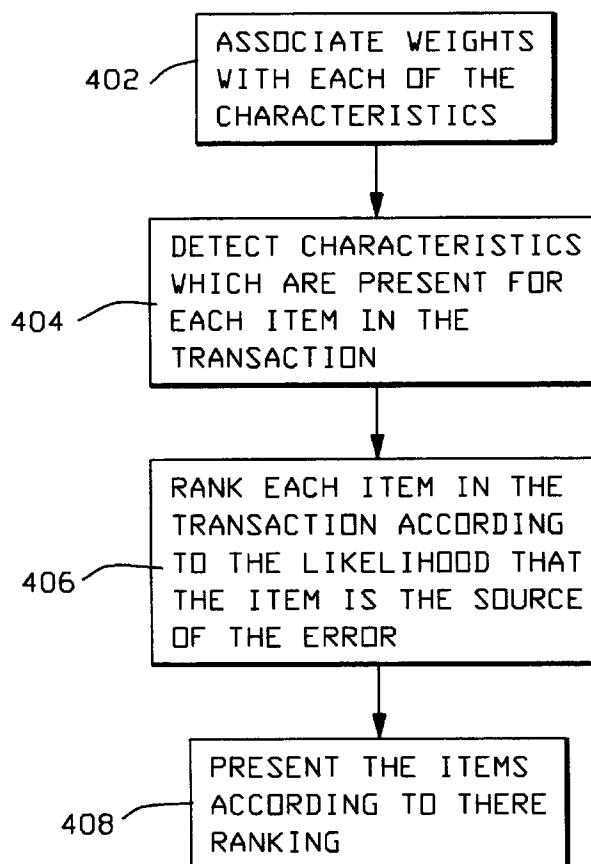 402
ASSOCIATE WEIGHTS
WITH EACH OF THE
CHARACTERISTICS
404
DETECT CHARACTERISTICS
WHICH ARE PRESENT FOR
EACH ITEM IN THE
TRANSACTION
406
RANK EACH ITEM IN THE
TRANSACTION ACCORDING
TO THE LIKELIHOOD THAT
THE ITEM IS THE SOURCE
OF THE ERROR
408
PRESENT THE ITEMS
ACCORDING TO THERE
RANKING